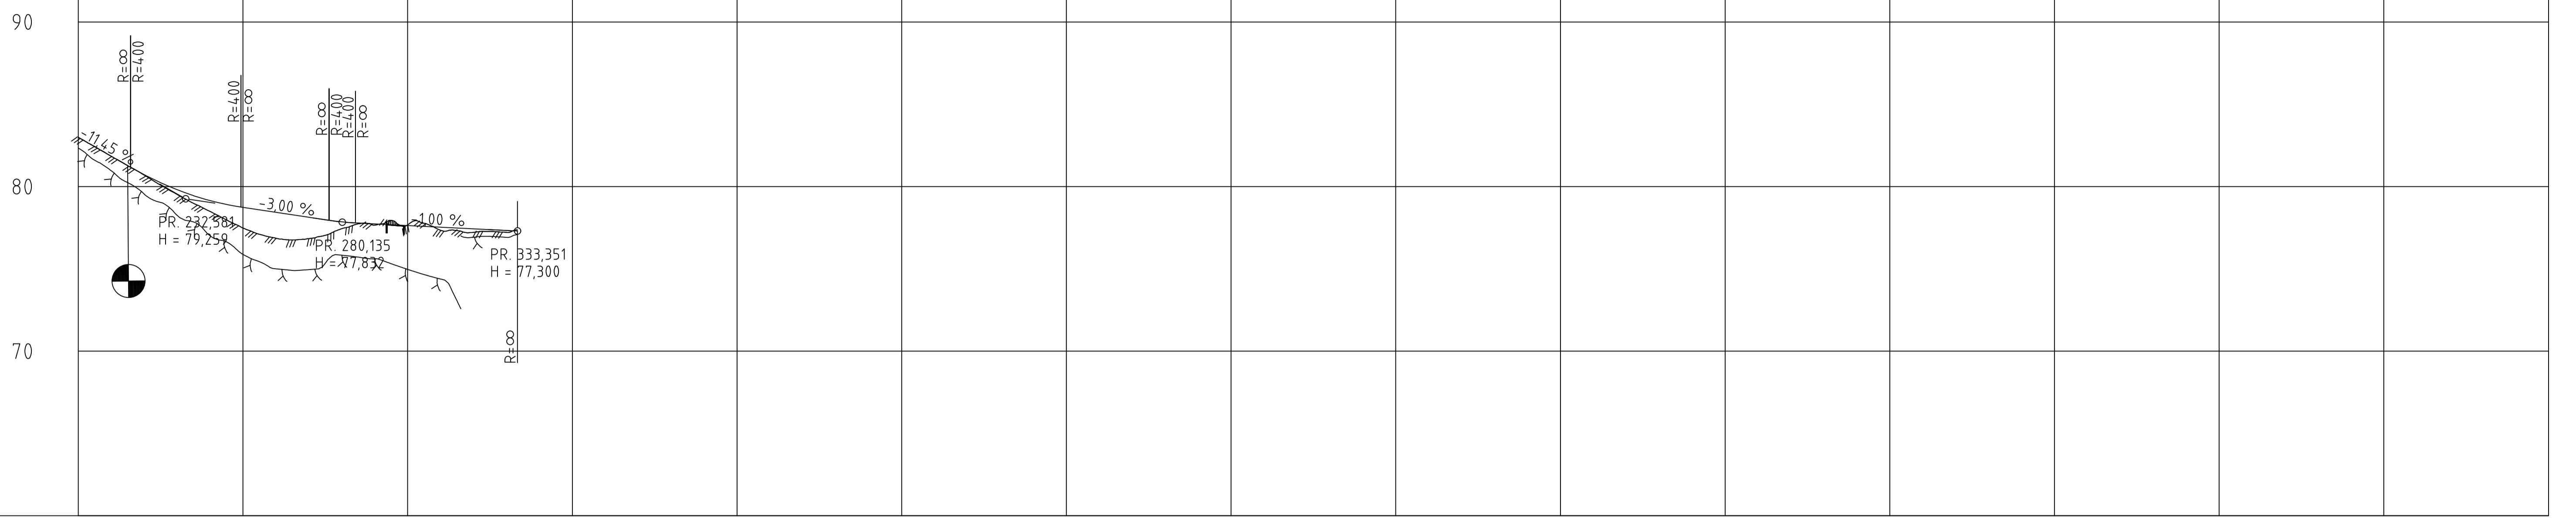 90
R=∞
R=400
R=400
R=∞
R=∞
R=400
R=400
R=∞
-11,45 %
80
-3,00 %
-1,00 %
PR. 232,581
H = 79,259
PR. 280,135
H = 77,832
PR. 333,351
H = 77,300
R=∞
70